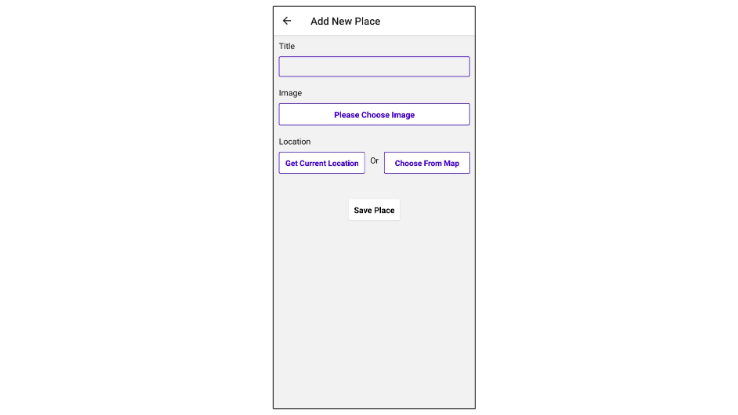 Add New Place
Title
Image
Please Choose Image
Location
Get Current Location Or Choose From Map
Save Place